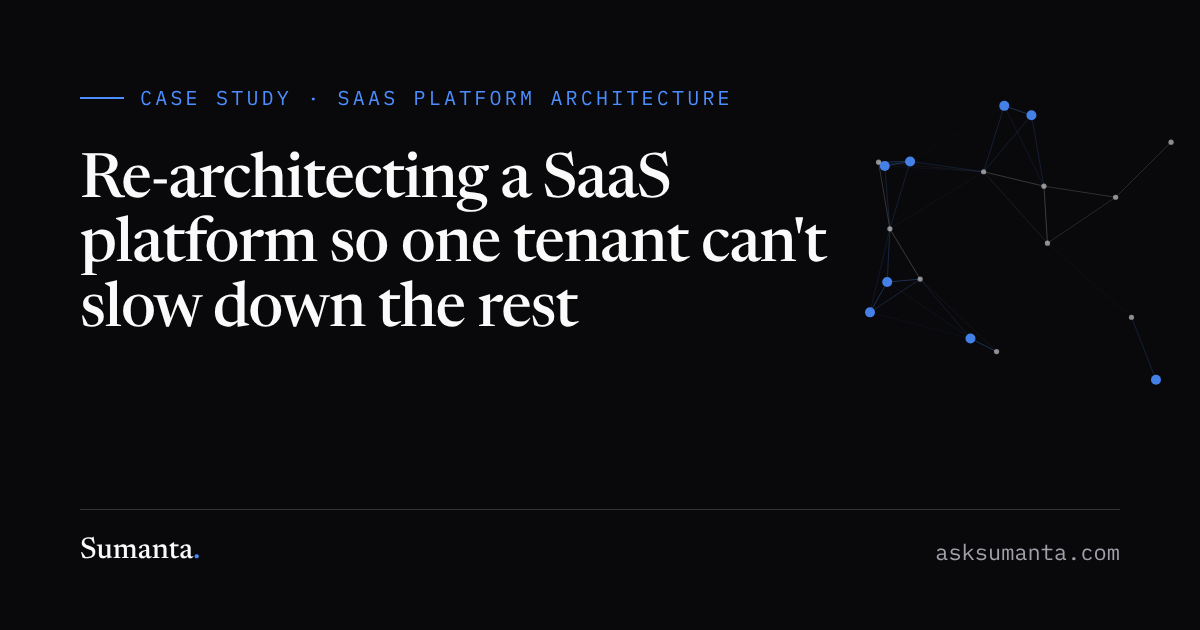 CASE STUDY · SAAS PLATFORM ARCHITECTURE
Re-architecting a SaaS
platform so one tenant can't
slow down the rest
Sumanta.
asksumanta.com